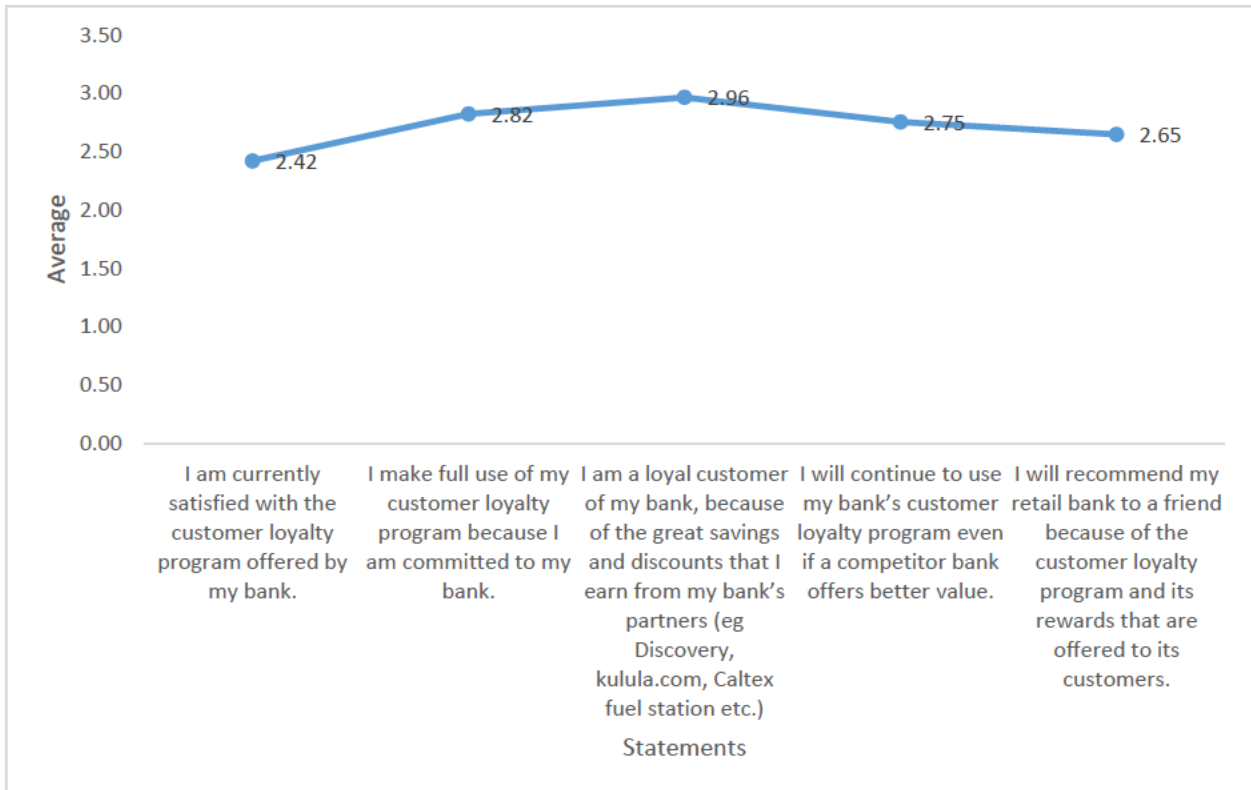 3.50
3.00
2.50
2.00
1.50
1.00
0.50
0.00
Average
2.42
2.82
2.96
2.75
2.65
I am currently
satisfied with the
customer loyalty
program offered by
my bank.
I make full use of my
customer loyalty
program because I
am committed to my
bank.
I am a loyal customer
of my bank, because
of the great savings
and discounts that I
earn from my bank’s
partners (eg
Discovery,
kulula.com, Caltex
fuel station etc.)
I will continue to use
my bank’s customer
loyalty program even
if a competitor bank
offers better value.
I will recommend my
retail bank to a friend
because of the
customer loyalty
program and its
rewards that are
offered to its
customers.
Statements